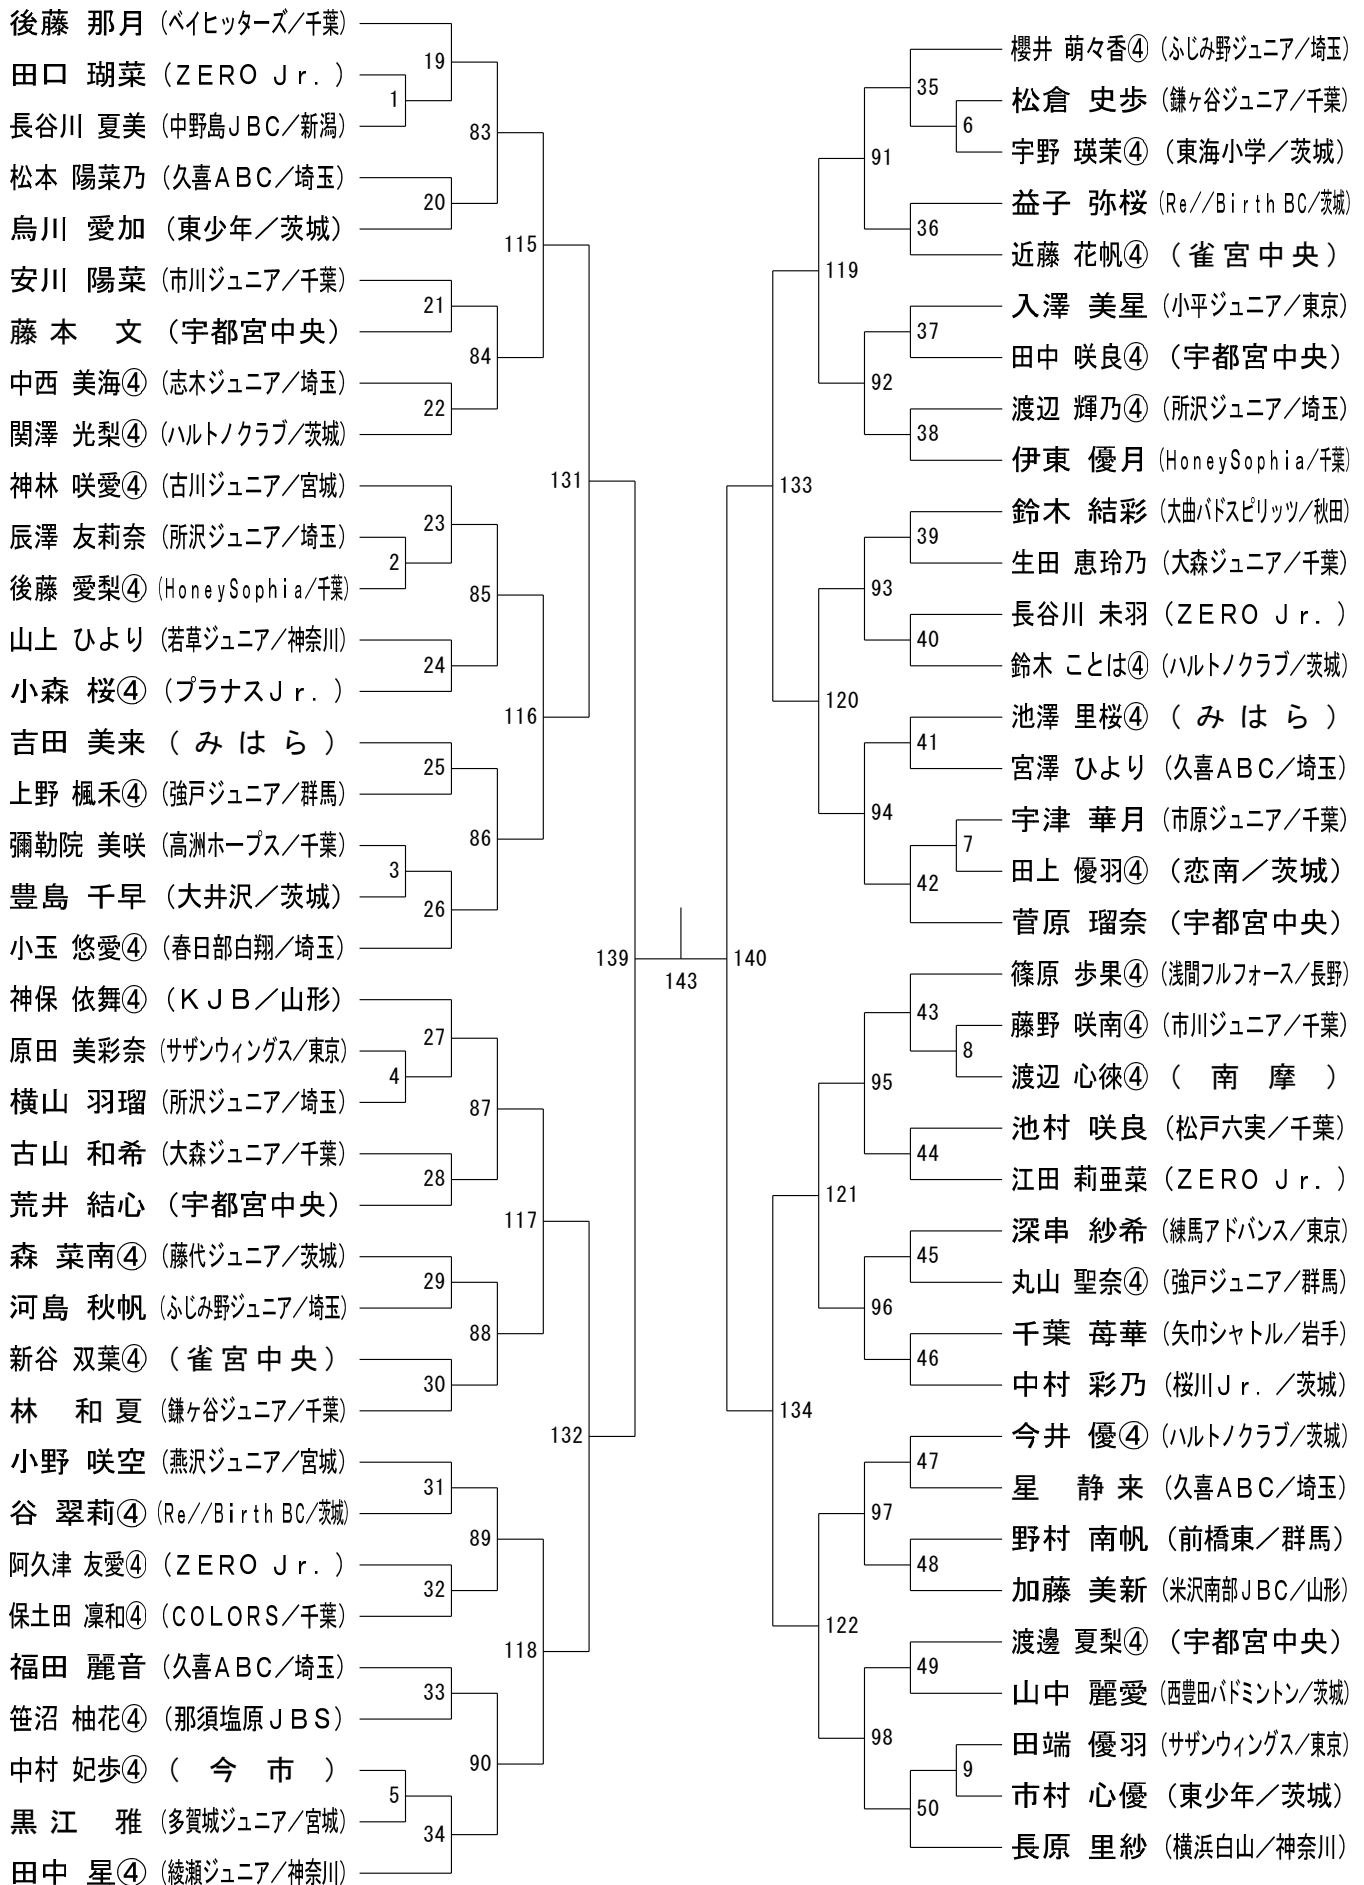 後藤 那月 (ベイヒッターズ/千葉)
田口 瑚菜 (ZERO Jr.)
長谷川 夏美 (中野島JBC/新潟)
松本 陽菜乃 (久喜ABC/埼玉)
烏川 愛加 (東少年/茨城)
安川 陽菜 (市川ジュニア/千葉)
藤本 文 (宇都宮中央)
中西 美海④ (志木ジュニア/埼玉)
関澤 光梨④ (ハルトノクラブ/茨城)
神林 咲愛④ (古川ジュニア/宮城)
辰澤 友莉奈 (所沢ジュニア/埼玉)
後藤 愛梨④ (HoneySophia/千葉)
山上 ひより (若草ジュニア/神奈川)
小森 桜④ (プラナスJr.)
吉田 美来 (みはら)
上野 楓禾④ (強戸ジュニア/群馬)
彌勒院 美咲 (高洲ホープス/千葉)
豊島 千早 (大井沢/茨城)
小玉 悠愛④ (春日部白翔/埼玉)
神保 依舞④ (KJB/山形)
原田 美彩奈 (サザンウィングス/東京)
横山 羽瑠 (所沢ジュニア/埼玉)
古山 和希 (大森ジュニア/千葉)
荒井 結心 (宇都宮中央)
森 菜南④ (藤代ジュニア/茨城)
河島 秋帆 (ふじみ野ジュニア/埼玉)
新谷 双葉④ (雀宮中央)
林 和夏 (鎌ヶ谷ジュニア/千葉)
小野 咲空 (燕沢ジュニア/宮城)
谷 翠莉④ (Re//Birth BC/茨城)
阿久津 友愛④ (ZERO Jr.)
保土田 凜和④ (COLORS/千葉)
福田 麗音 (久喜ABC/埼玉)
笹沼 柚花④ (那須塩原JBS)
中村 妃歩④ (今市)
黒江 雅 (多賀城ジュニア/宮城)
田中 星④ (綾瀬ジュニア/神奈川)
1
2
3
4
5
19
20
21
22
23
24
25
26
27
28
29
30
31
32
33
34
83
84
85
86
87
88
89
90
115
116
117
118
131
132
139
143
140
133
134
119
120
121
122
91
92
93
94
95
96
97
98
35
36
37
38
39
40
41
42
43
44
45
46
47
48
49
50
6
7
8
9
櫻井 萌々香④ (ふじみ野ジュニア/埼玉)
松倉 史歩 (鎌ヶ谷ジュニア/千葉)
宇野 瑛茉④ (東海小学/茨城)
益子 弥桜 (Re//Birth BC/茨城)
近藤 花帆④ (雀宮中央)
入澤 美星 (小平ジュニア/東京)
田中 咲良④ (宇都宮中央)
渡辺 輝乃④ (所沢ジュニア/埼玉)
伊東 優月 (HoneySophia/千葉)
鈴木 結彩 (大曲バドスピリッツ/秋田)
生田 恵玲乃 (大森ジュニア/千葉)
長谷川 未羽 (ZERO Jr.)
鈴木 ことは④ (ハルトノクラブ/茨城)
池澤 里桜④ (みはら)
宮澤 ひより (久喜ABC/埼玉)
宇津 華月 (市原ジュニア/千葉)
田上 優羽④ (恋南/茨城)
菅原 瑠奈 (宇都宮中央)
篠原 歩果④ (浅間フルフォース/長野)
藤野 咲南④ (市川ジュニア/千葉)
渡辺 心徠④ (南摩)
池村 咲良 (松戸六実/千葉)
江田 莉亜菜 (ZERO Jr.)
深串 紗希 (練馬アドバンス/東京)
丸山 聖奈④ (強戸ジュニア/群馬)
千葉 苺華 (矢巾シャトル/岩手)
中村 彩乃 (桜川Jr./茨城)
今井 優④ (ハルトノクラブ/茨城)
星 静来 (久喜ABC/埼玉)
野村 南帆 (前橋東/群馬)
加藤 美新 (米沢南部JBC/山形)
渡邊 夏梨④ (宇都宮中央)
山中 麗愛 (西豊田バドミントン/茨城)
田端 優羽 (サザンウィングス/東京)
市村 心優 (東少年/茨城)
長原 里紗 (横浜白山/神奈川)